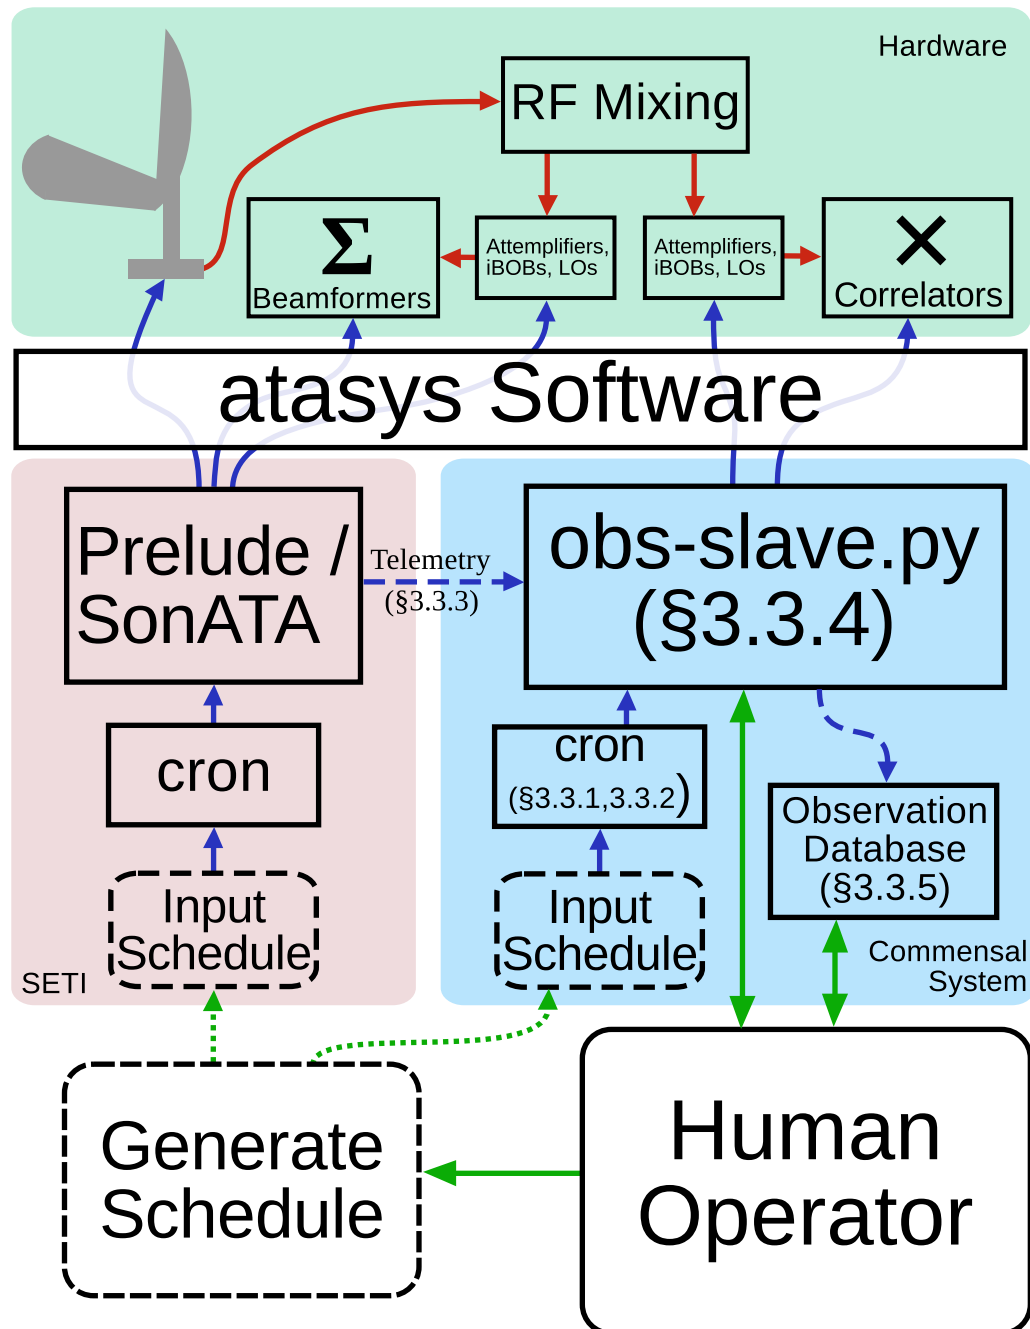 Hardware
RF Mixing
Σ
Beamformers
Attemplifiers,
iBOBs, LOs
Attemplifiers,
iBOBs, LOs
×
Correlators
atasys Software
Prelude /
SonATA
Telemetry
(§3.3.3)
obs-slave.py
(§3.3.4)
cron
cron
(§3.3.1,3.3.2)
Observation
Database
(§3.3.5)
Input
Schedule
Input
Schedule
SETI
Commensal
System
Generate
Schedule
Human
Operator